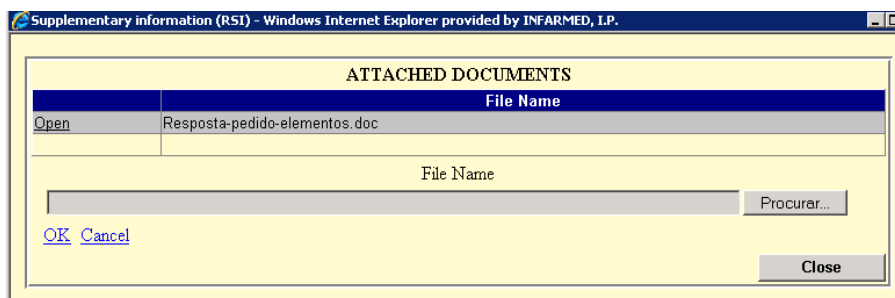 Supplementary information (RSI) - Windows Internet Explorer provided by INFARMED, I.P.
ATTACHED DOCUMENTS
File Name
Open Resposta-pedido-elementos.doc
File Name
Procurar...
OK Cancel
Close